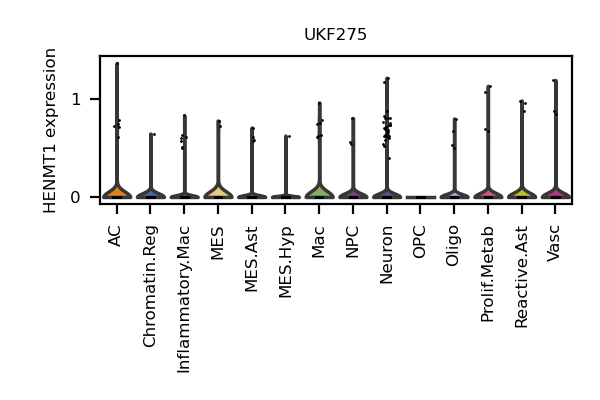 UKF275
HENMT1 expression
1
0
AC
Chromatin.Reg
Inflammatory.Mac
MES
MES.Ast
MES.Hyp
Mac
NPC
Neuron
OPC
Oligo
Prolif.Metab
Reactive.Ast
Vasc